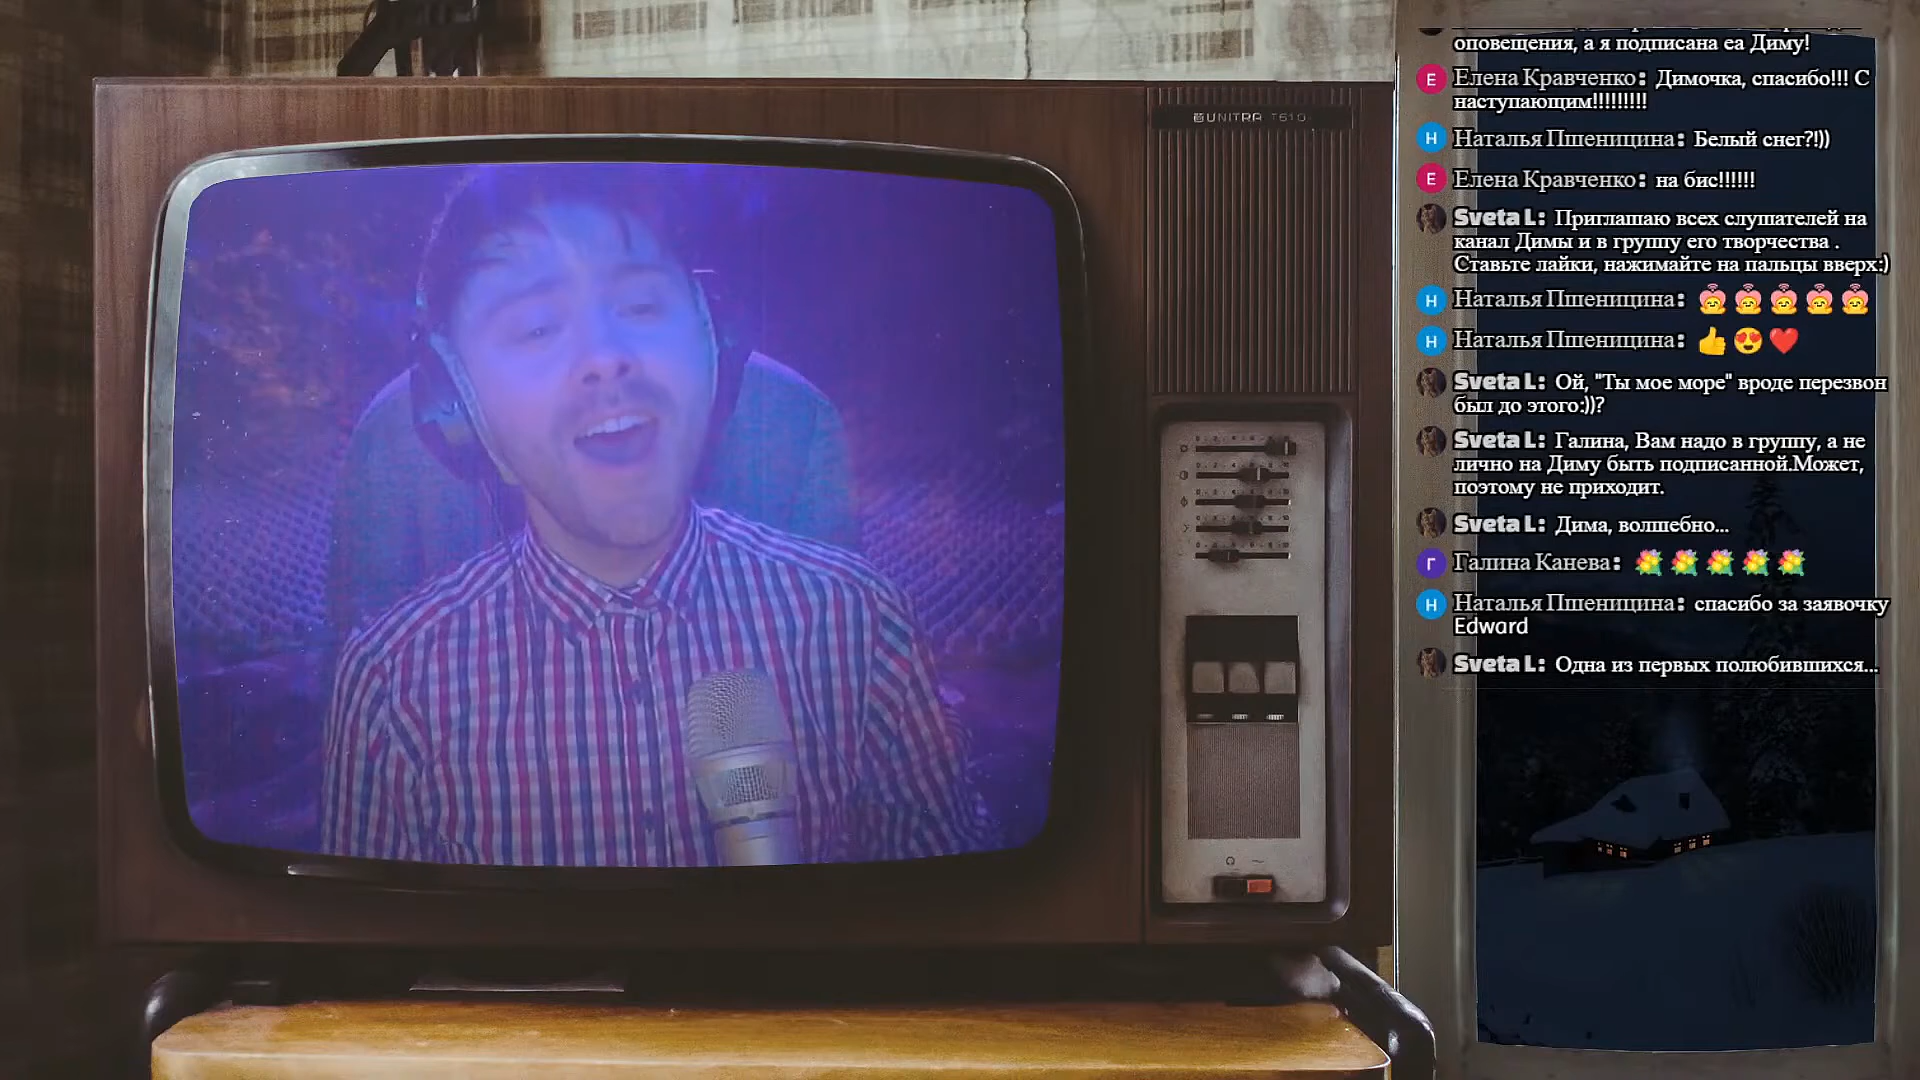 оповещения, а я подписана еа Диму!
Елена Кравченко: Димочка, спасибо!!! С
наступающим!!!!!!!!!
Наталья Пшеницина: Белый снег?!))
Елена Кравченко: на бис!!!!!!
Sveta L: Приглашаю всех слушателей на
канал Димы и в группу его творчества .
Ставьте лайки, нажимайте на пальцы вверх:)
Наталья Пшеницина:
Наталья Пшеницина:
Sveta L: Ой, "Ты мое море" вроде перезвон
был до этого:))?
Sveta L: Галина, Вам надо в группу, а не
лично на Диму быть подписанной.Может,
поэтому не приходит.
Sveta L: Дима, волшебно...
Галина Канева:
Наталья Пшеницина: спасибо за заявочку
Edward
Sveta L: Одна из первых полюбившихся...
UNITRA T610